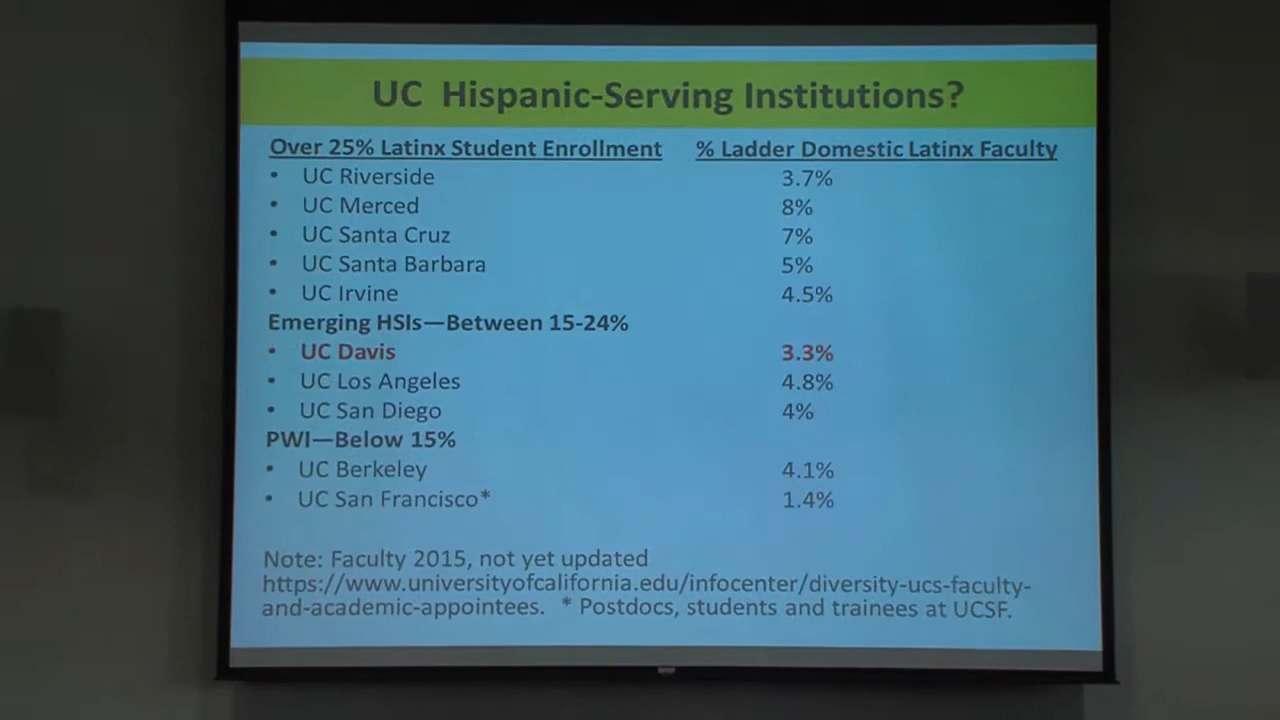 UC Hispanic-Serving Institutions?
Over 25% Latinx Student Enrollment % Ladder Domestic Latinx Faculty
• UC Riverside 3.7%
• UC Merced 8%
• UC Santa Cruz 7%
• UC Santa Barbara 5%
• UC Irvine 4.5%
Emerging HSIs—Between 15-24%
• UC Davis 3.3%
• UC Los Angeles 4.8%
• UC San Diego 4%
PWI—Below 15%
• UC Berkeley 4.1%
• UC San Francisco* 1.4%
Note: Faculty 2015, not yet updated
https://www.universityofcalifornia.edu/infocenter/diversity-ucs-faculty-
and-academic-appointees. * Postdocs, students and trainees at UCSF.